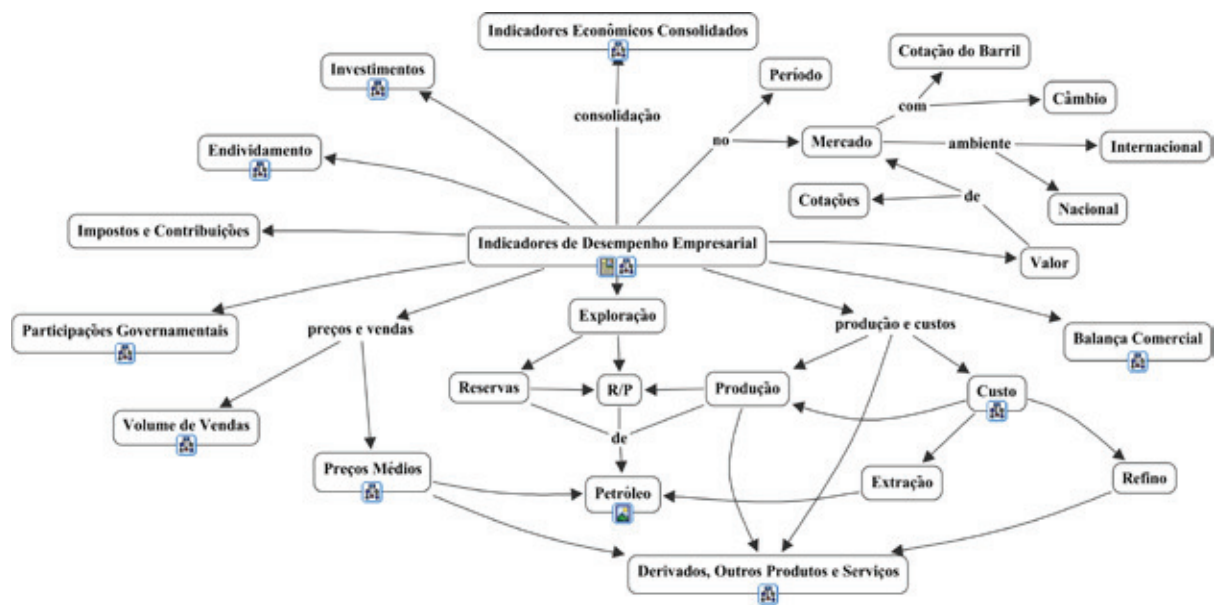 Indicadores Econômicos Consolidados
Cotação do Barril
Investimentos
Período
Câmbio
com
consolidação
Endividamento
no
Mercado
ambiente
Internacional
Cotações
de
Nacional
Impostos e Contribuições
Indicadores de Desempenho Empresarial
Valor
Exploração
Participações Governamentais
preços e vendas
produção e custos
Balança Comercial
Reservas
R/P
Produção
Custo
Volume de Vendas
de
Preços Médios
Petróleo
Extração
Refino
Derivados, Outros Produtos e Serviços